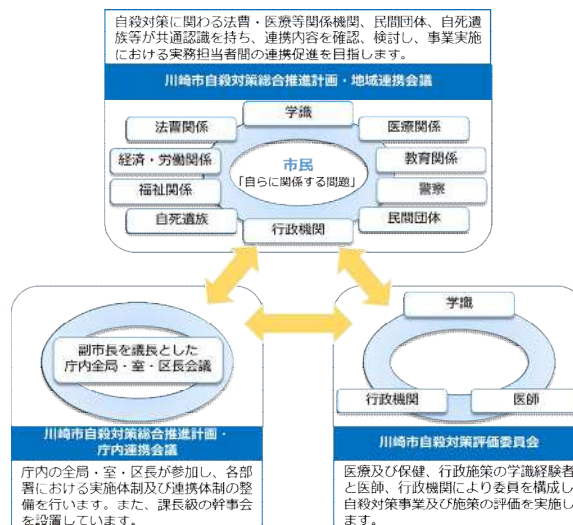 自殺対策に関わる法曹・医療等関係機関、民間団体、自死遺
族等が共通認識を持ち、連携内容を確認、検討し、事業実施
における実務担当者間の連携促進を目指します。
川崎市自殺対策総合推進計画・地域連携会議
学識
法曹関係
医療関係
経済・労働関係
教育関係
市民
「自らに関係する問題」
福祉関係
警察
自死遺族
民間団体
行政機関
副市長を議長とした
庁内全局・室・区長会議
川崎市自殺対策総合推進計画・
庁内連携会議
庁内の全局・室・区長が参加し、各部
署における実施体制及び連携体制の整
備を行います。また、課長級の幹事会
を設置しています。
学識
行政機関
医師
川崎市自殺対策評価委員会
医療及び保健、行政施策の学識経験者
と医師、行政機関により委員を構成し
自殺対策事業及び施策の評価を実施し
ます。